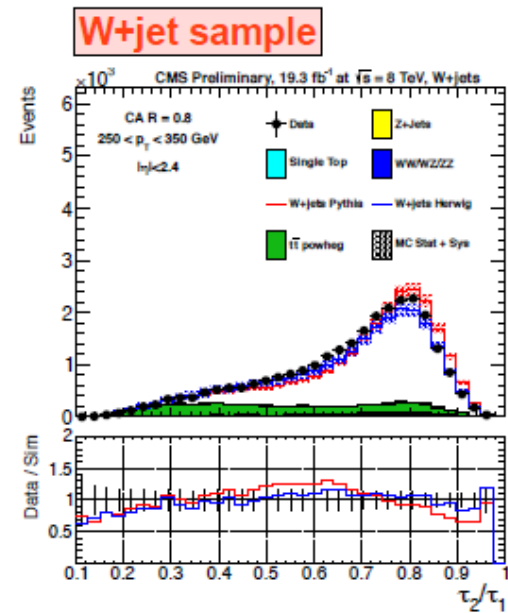 W+jet sample
×10³ CMS Preliminary, 19.3 fb⁻¹ at √s = 8 TeV, W+jets
Events
6
5
4
3
2
1
0
CA R = 0.8
250 < p_T < 350 GeV
|η|<2.4
Data
Z+Jets
Single Top
WW/WZ/ZZ
W+jets Pythia
W+jets Herwig
tt̄ powheg
MC Stat + Sys
Data / Sim
2
1.5
1
0.5
0.1 0.2 0.3 0.4 0.5 0.6 0.7 0.8 0.9 1
τ₂/τ₁